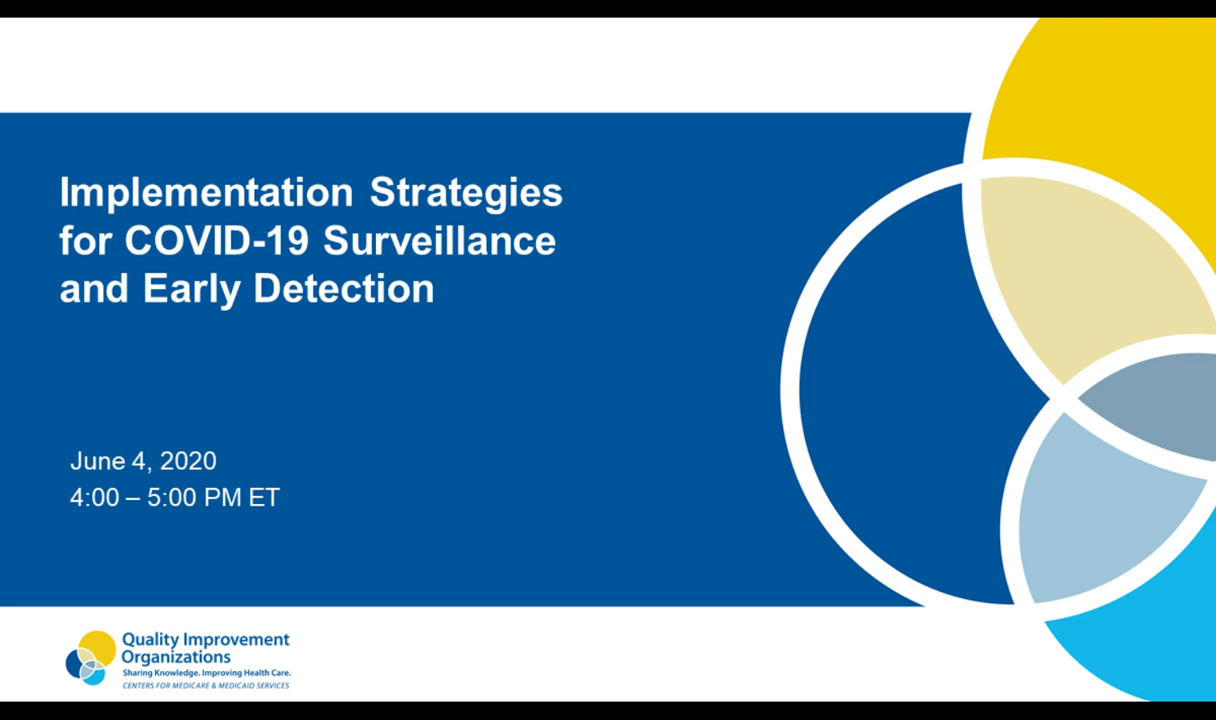 Implementation Strategies
for COVID-19 Surveillance
and Early Detection
June 4, 2020
4:00 – 5:00 PM ET
Quality Improvement
Organizations
Sharing Knowledge. Improving Health Care.
CENTERS FOR MEDICARE & MEDICAID SERVICES